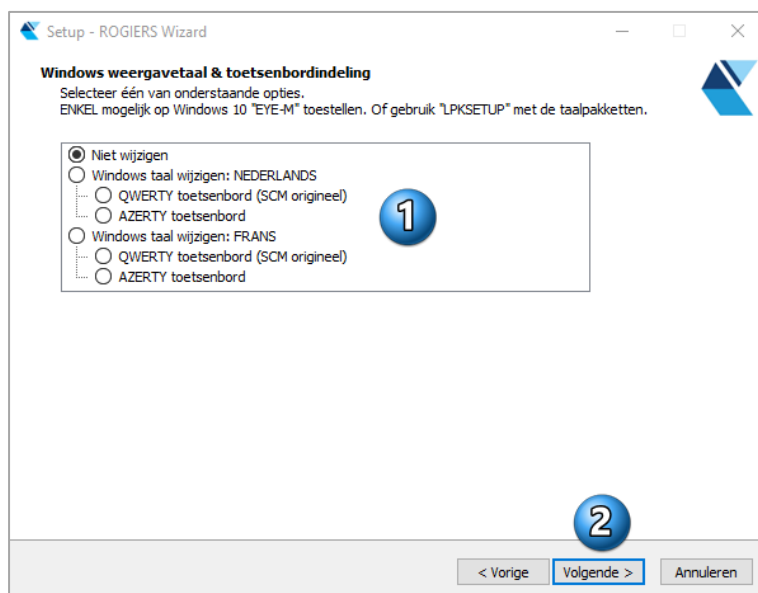 Setup - ROGIERS Wizard
Windows weergavetaal & toetsenbordindeling
Selecteer één van onderstaande opties.
ENKEL mogelijk op Windows 10 "EYE-M" toestellen. Of gebruik "LPKSETUP" met de taalpakketten.
Niet wijzigen
Windows taal wijzigen: NEDERLANDS
QWERTY toetsenbord (SCM origineel)
AZERTY toetsenbord
1
Windows taal wijzigen: FRANS
QWERTY toetsenbord (SCM origineel)
AZERTY toetsenbord
2
< Vorige
Volgende >
Annuleren